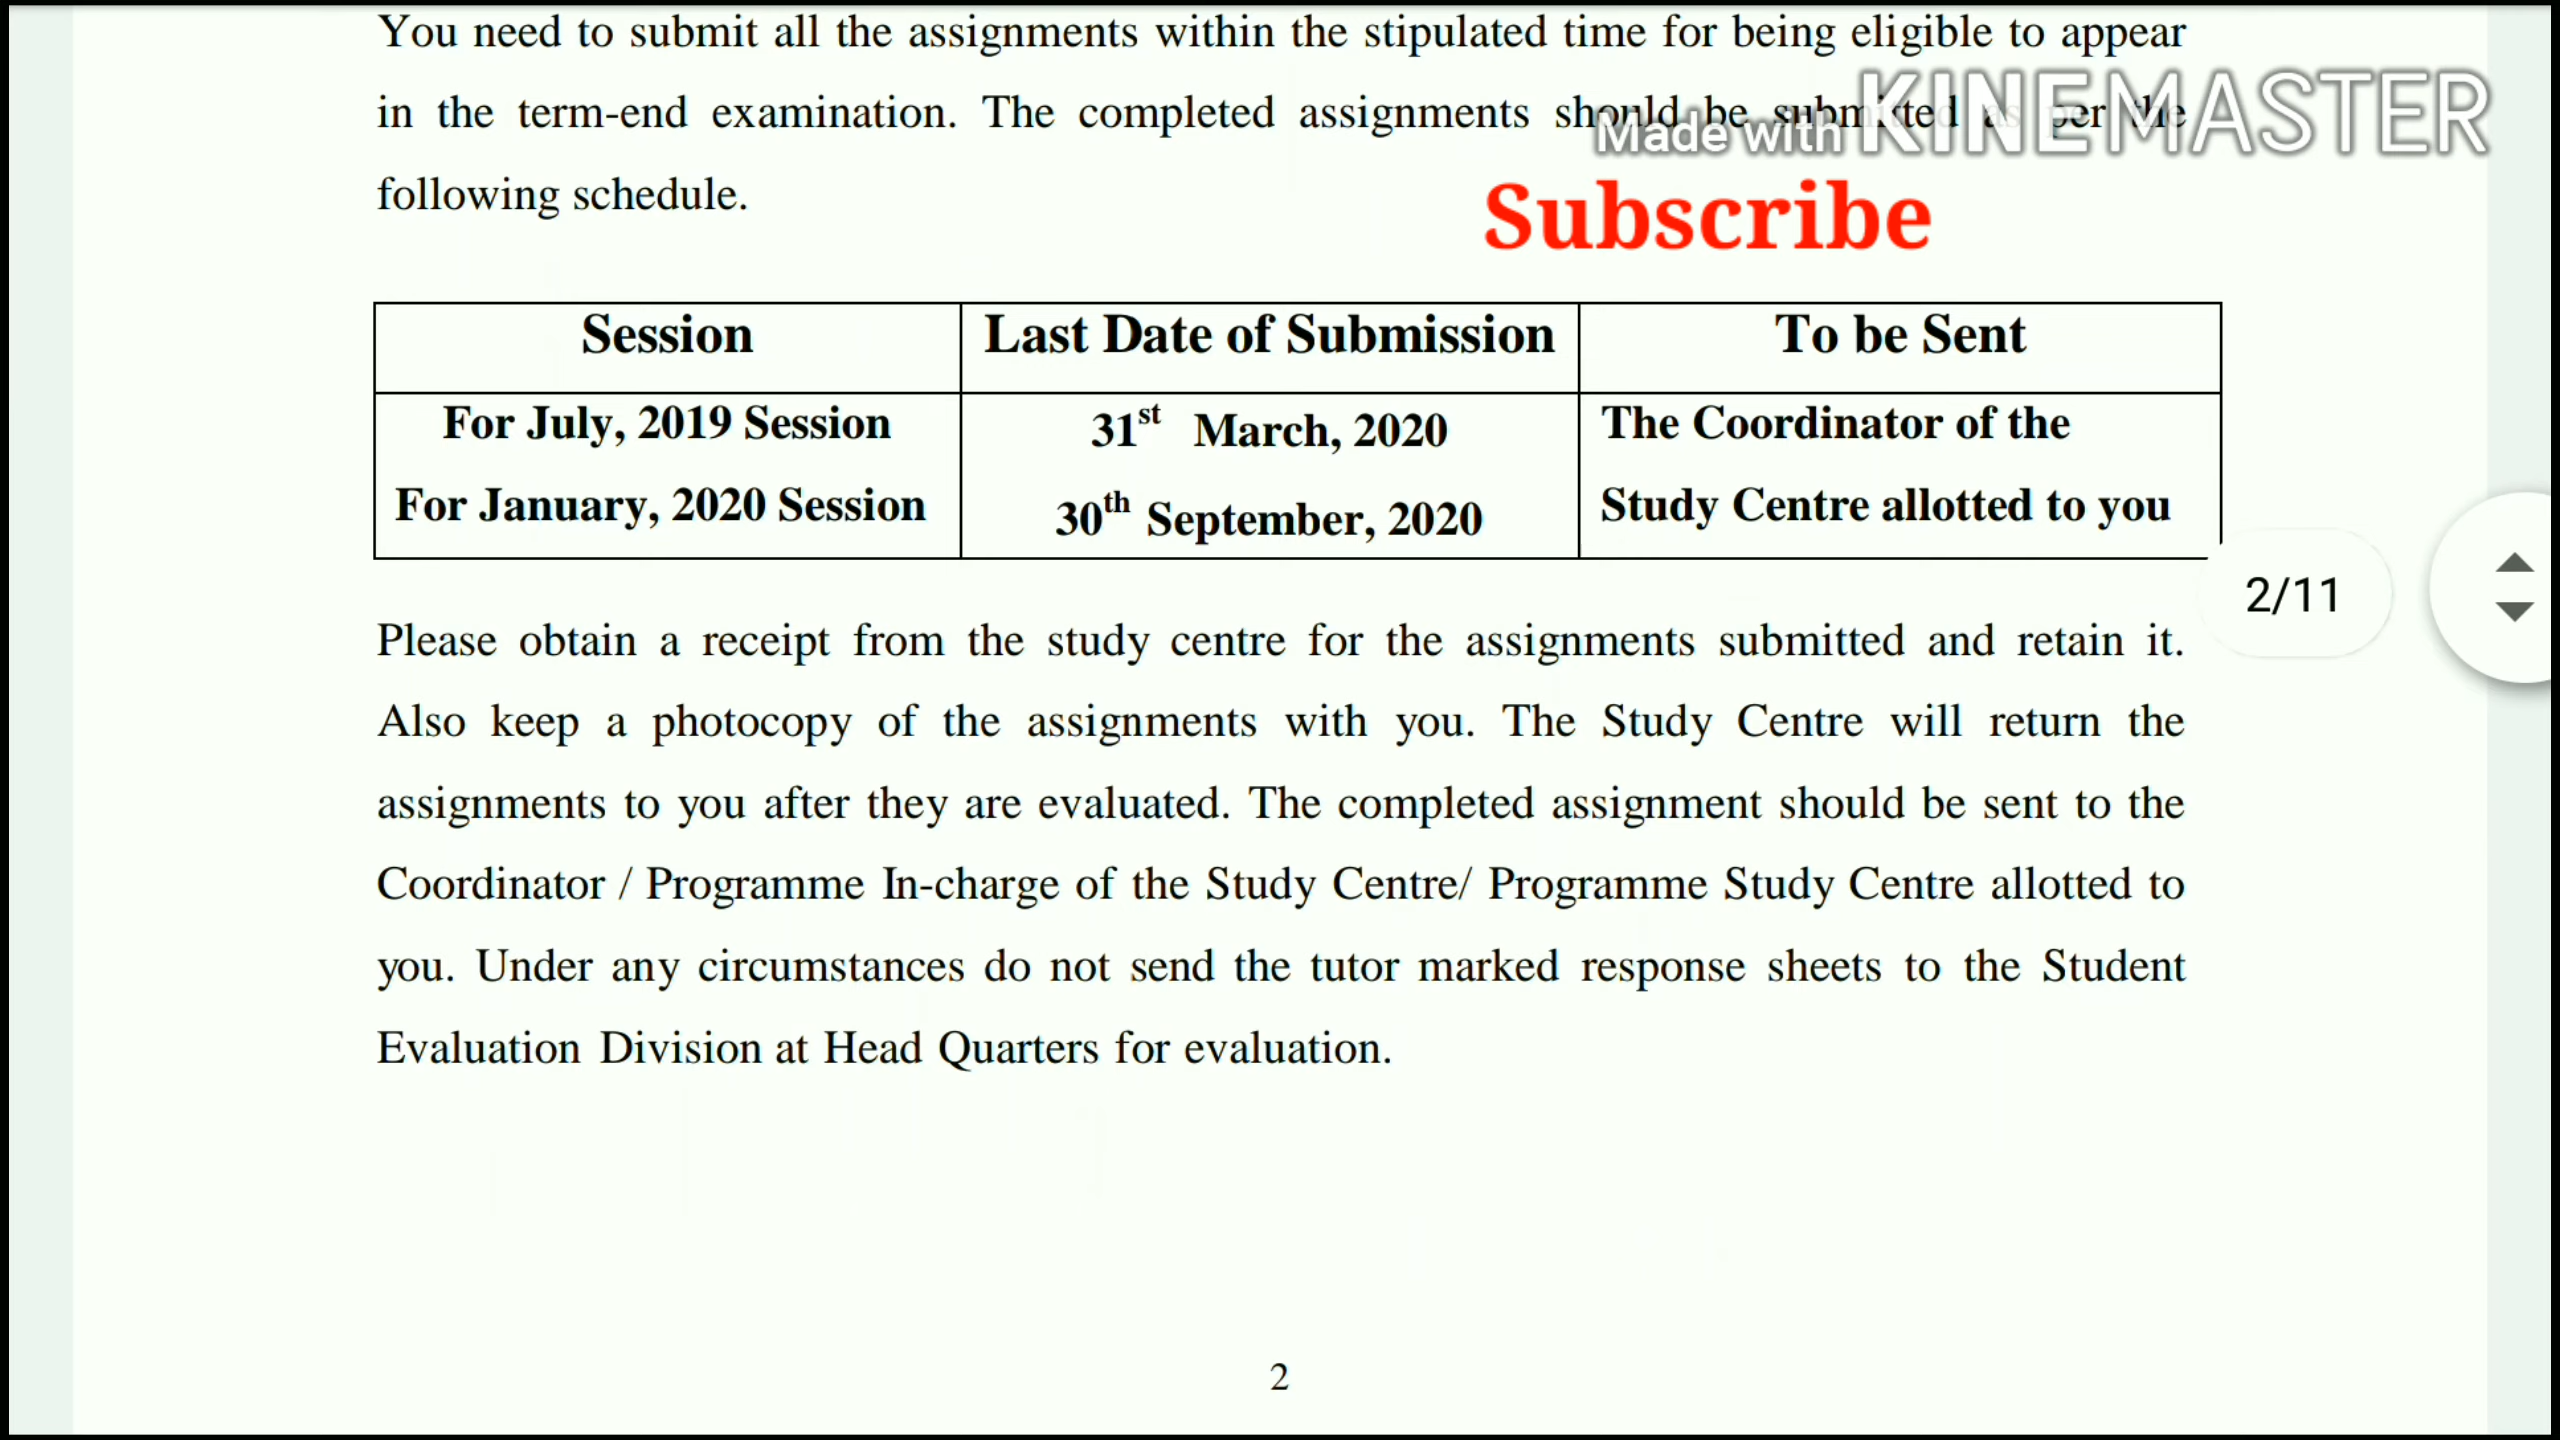 You need to submit all the assignments within the stipulated time for being eligible to appear
in the term-end examination. The completed assignments should be submitted as per the
Made with KINEMASTER
following schedule.
Subscribe
Session Last Date of Submission To be Sent
For July, 2019 Session 31st March, 2020 The Coordinator of the
For January, 2020 Session 30th September, 2020 Study Centre allotted to you
2/11
Please obtain a receipt from the study centre for the assignments submitted and retain it.
Also keep a photocopy of the assignments with you. The Study Centre will return the
assignments to you after they are evaluated. The completed assignment should be sent to the
Coordinator / Programme In-charge of the Study Centre/ Programme Study Centre allotted to
you. Under any circumstances do not send the tutor marked response sheets to the Student
Evaluation Division at Head Quarters for evaluation.
2